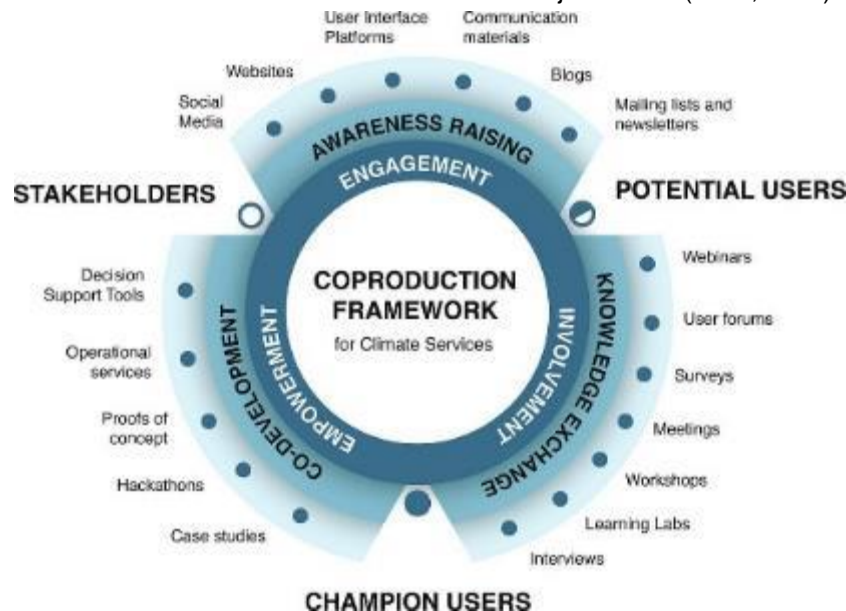 User Interface
Platforms
Communication
materials
Websites
Blogs
Social
Media
Mailing lists and
newsletters
AWARENESS RAISING
ENGAGEMENT
STAKEHOLDERS
POTENTIAL USERS
COPRODUCTION
FRAMEWORK
for Climate Services
Decision
Support Tools
Operational
services
Proofs of
concept
Hackathons
Case studies
CO-DEVELOPMENT
EMPOWERMENT
INVOLVEMENT
KNOWLEDGE EXCHANGE
Webinars
User forums
Surveys
Meetings
Workshops
Learning Labs
Interviews
CHAMPION USERS